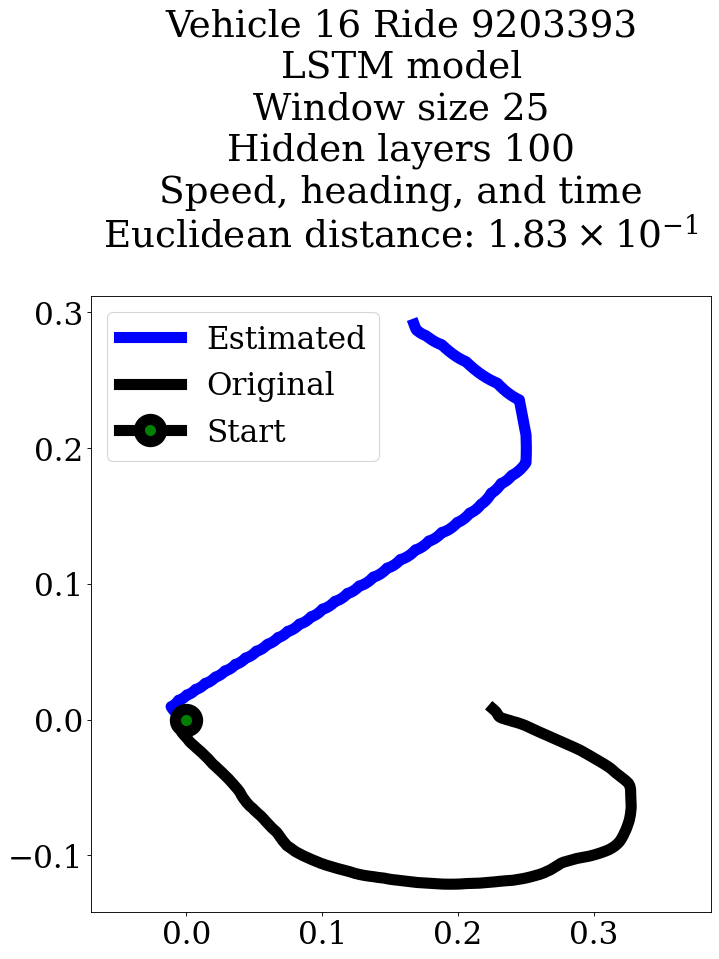 Vehicle 16 Ride 9203393
LSTM model
Window size 25
Hidden layers 100
Speed, heading, and time
Euclidean distance: 1.83 × 10⁻¹
Estimated
Original
Start
0.3
0.2
0.1
0.0
−0.1
0.0 0.1 0.2 0.3